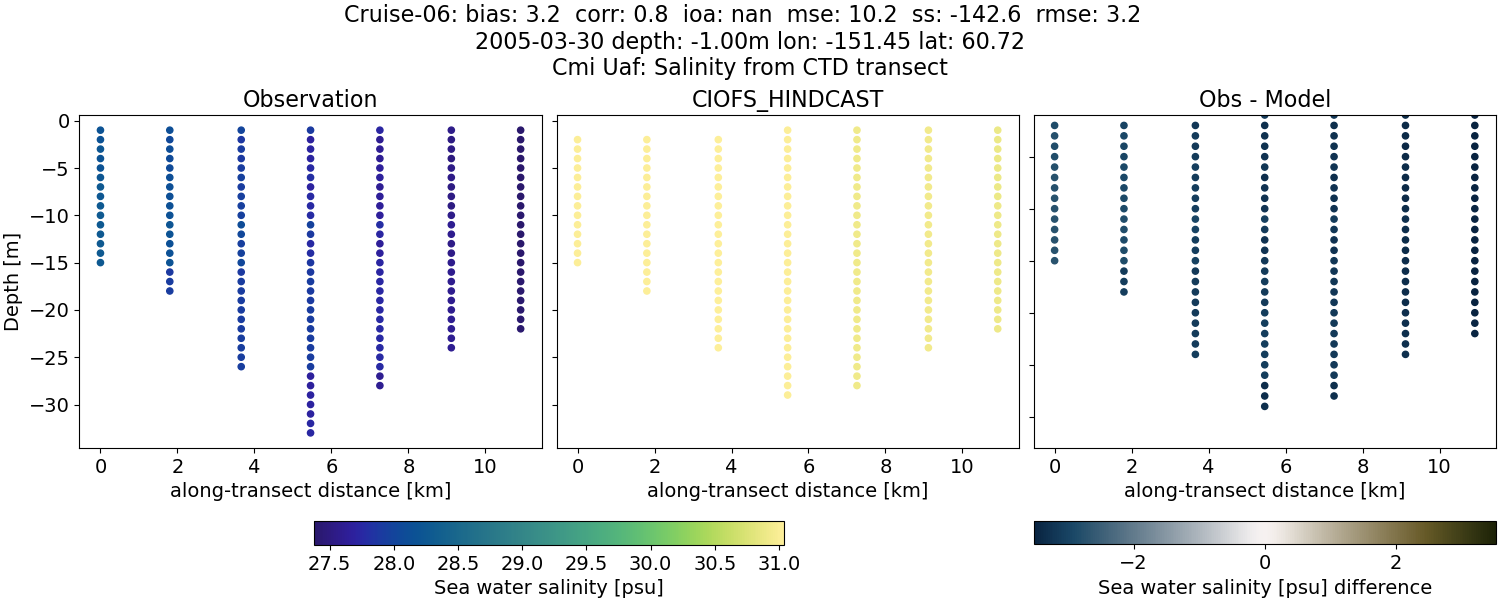 Cruise-06: bias: 3.2  corr: 0.8  ioa: nan  mse: 10.2  ss: -142.6  rmse: 3.2
2005-03-30 depth: -1.00m lon: -151.45 lat: 60.72
Cmi Uaf: Salinity from CTD transect
Observation
CIOFS_HINDCAST
Obs - Model
Depth [m]
0
−5
−10
−15
−20
−25
−30
0 2 4 6 8 10
0 2 4 6 8 10
0 2 4 6 8 10
along-transect distance [km]
along-transect distance [km]
along-transect distance [km]
27.5 28.0 28.5 29.0 29.5 30.0 30.5 31.0
Sea water salinity [psu]
−2 0 2
Sea water salinity [psu] difference